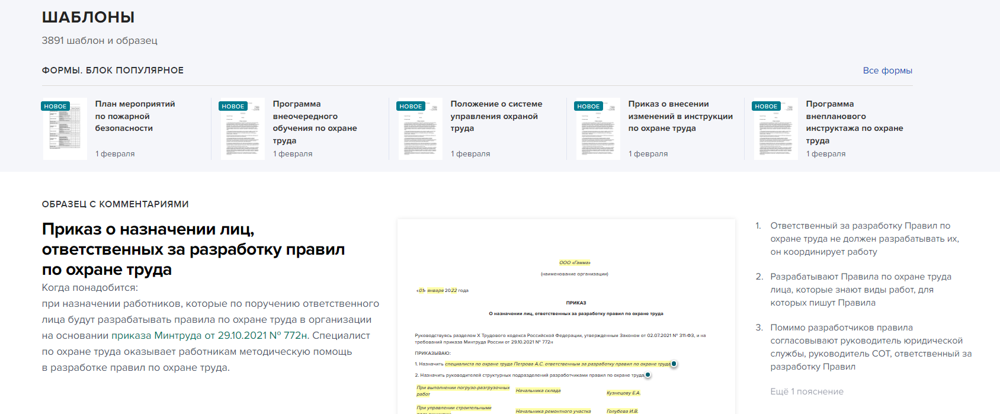 ШАБЛОНЫ
3891 шаблон и образец
ФОРМЫ. БЛОК ПОПУЛЯРНОЕ
Все формы
НОВОЕ
План мероприятий
по пожарной
безопасности
1 февраля
НОВОЕ
Программа
внеочередного
обучения по охране
труда
1 февраля
НОВОЕ
Положение о системе
управления охраной
труда
1 февраля
НОВОЕ
Приказ о внесении
изменений в инструкции
по охране труда
1 февраля
НОВОЕ
Программа
внепланового
инструктажа по охране
труда
1 февраля
ОБРАЗЕЦ С КОММЕНТАРИЯМИ
Приказ о назначении лиц,
ответственных за разработку правил
по охране труда
Когда понадобится:
при назначении работников, которые по поручению ответственного
лица будут разрабатывать правила по охране труда в организации
на основании приказа Минтруда от 29.10.2021 № 772н. Специалист
по охране труда оказывает работникам методическую помощь
в разработке правил по охране труда.
ООО «Гамма»
(наименование организации)
«01» января 2022 года
ПРИКАЗ
О назначении лиц, ответственных за разработку правил по охране труда
Руководствуясь разделом X Трудового кодекса Российской Федерации, утвержденным Законом от 02.07.2021 № 311-ФЗ, и на
требований приказа Минтруда России от 29.10.2021 № 772н
ПРИКАЗЫВАЮ:
1. Назначить специалиста по охране труда Петрова А.С. ответственным за разработку правил по охране труда
2. Назначить руководителей структурных подразделений разработчиками правил по охране труда.
При выполнении погрузо-разгрузочных
работ
Начальника склада
Кузнецову Е.А.
При управлении строительными
Начальника ремонтного участка
Голубева И.В.
1. Ответственный за разработку Правил по
охране труда не должен разрабатывать их,
он координирует работу
2. Разрабатывают Правила по охране труда
лица, которые знают виды работ, для
которых пишут Правила
3. Помимо разработчиков правила
согласовывают руководитель юридической
службы, руководитель СОТ, ответственный за
разработку Правил
Ещё 1 пояснение